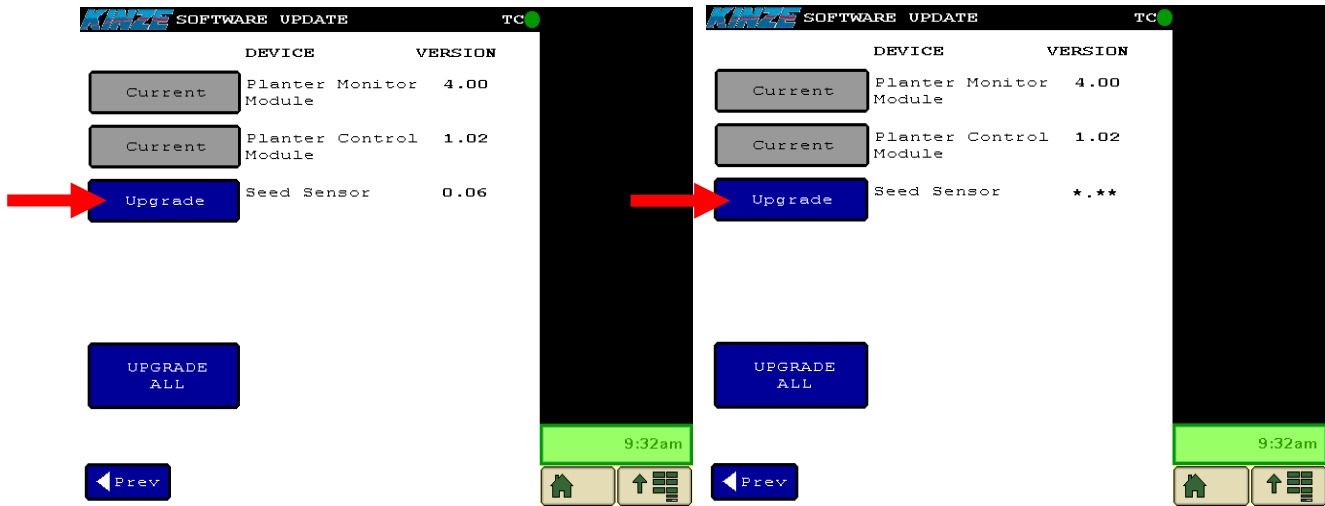 KINZE SOFTWARE UPDATE TC
DEVICE VERSION
Current Planter Monitor 4.00
Module
Current Planter Control 1.02
Module
Upgrade Seed Sensor 0.06
UPGRADE
ALL
9:32am
Prev
KINZE SOFTWARE UPDATE TC
DEVICE VERSION
Current Planter Monitor 4.00
Module
Current Planter Control 1.02
Module
Upgrade Seed Sensor *.**
UPGRADE
ALL
9:32am
Prev